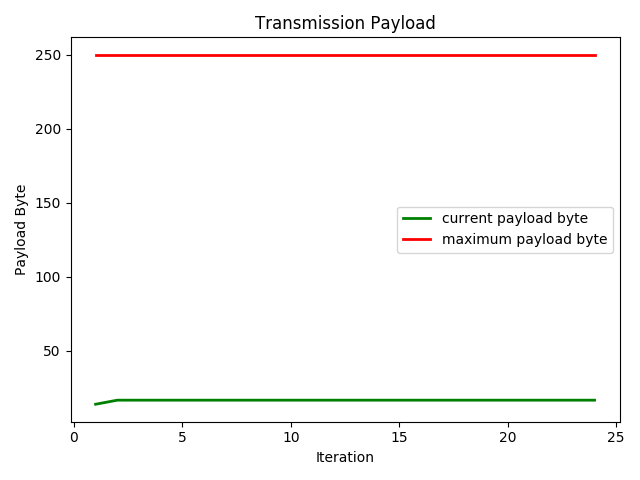 Transmission Payload
250
200
150
100
50
Payload Byte
current payload byte
maximum payload byte
0
5
10
15
20
25
Iteration